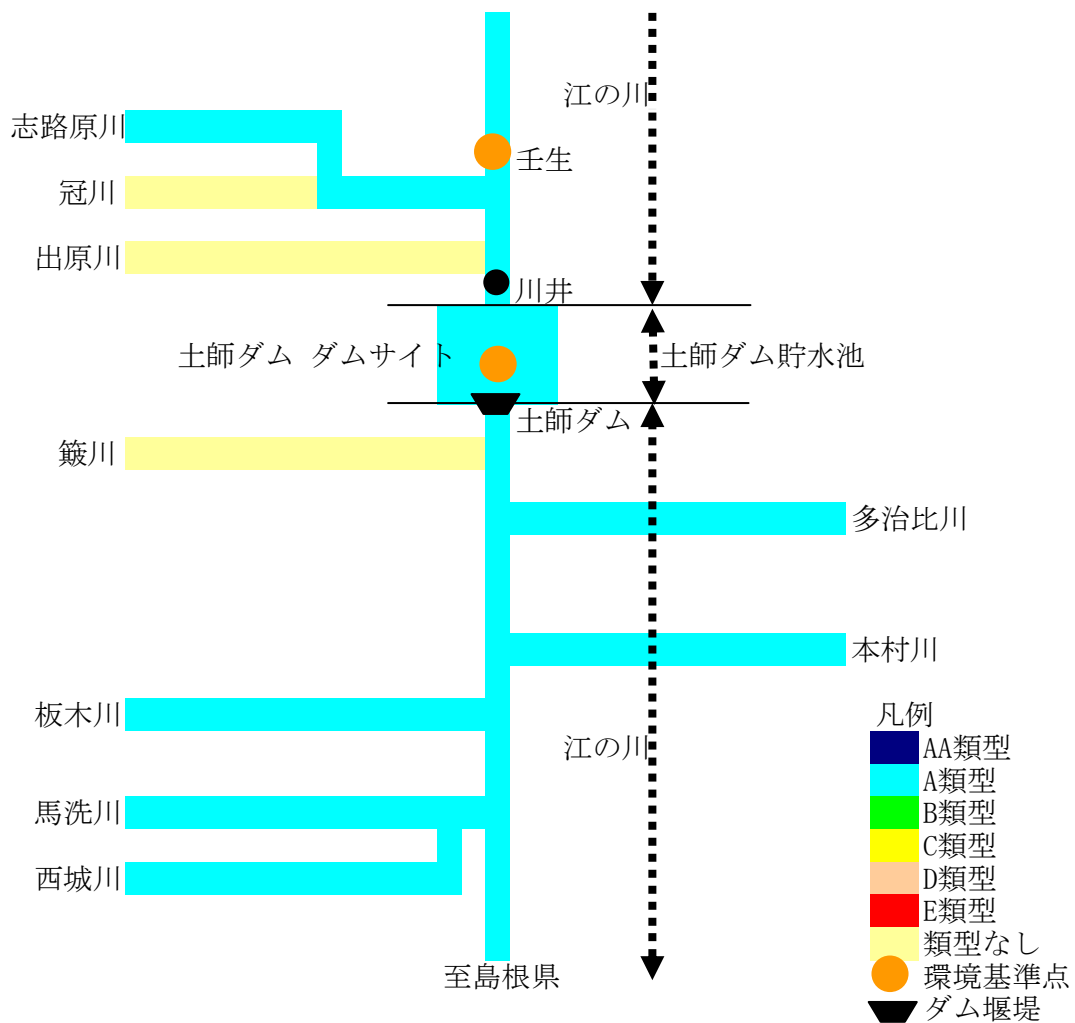 江の川
志路原川
壬生
冠川
出原川
川井
土師ダム ダムサイト
土師ダム貯水池
土師ダム
簸川
多治比川
本村川
板木川
江の川
馬洗川
西城川
至島根県
凡例
AA類型
A類型
B類型
C類型
D類型
E類型
類型なし
環境基準点
ダム堰堤